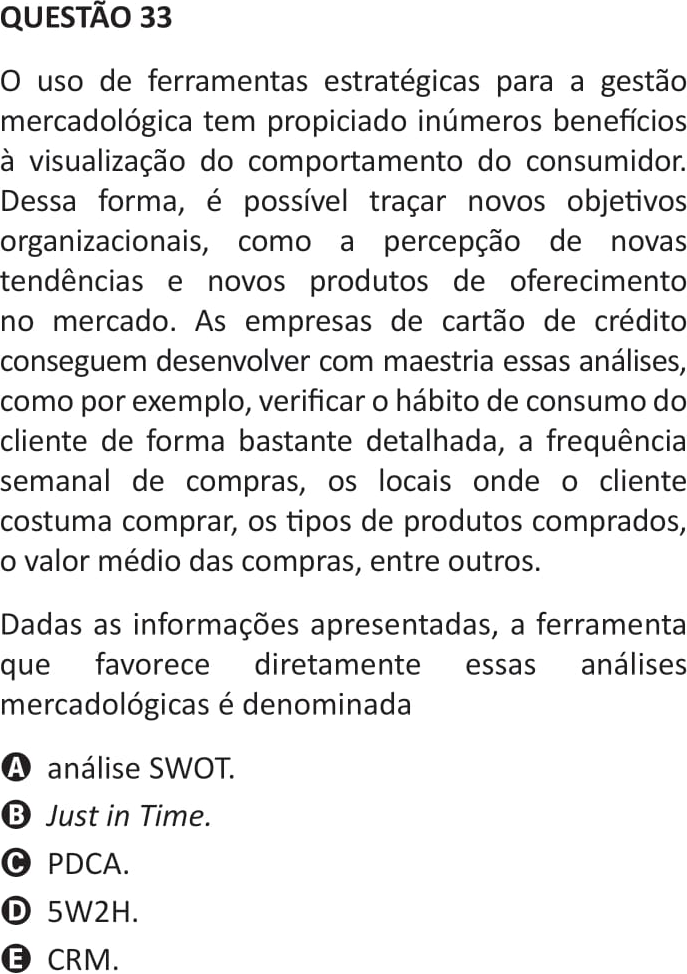 QUESTÃO 33
O uso de ferramentas estratégicas para a gestão
mercadológica tem propiciado inúmeros benefícios
à visualização do comportamento do consumidor.
Dessa forma, é possível traçar novos objetivos
organizacionais, como a percepção de novas
tendências e novos produtos de oferecimento
no mercado. As empresas de cartão de crédito
conseguem desenvolver com maestria essas análises,
como por exemplo, verificar o hábito de consumo do
cliente de forma bastante detalhada, a frequência
semanal de compras, os locais onde o cliente
costuma comprar, os tipos de produtos comprados,
o valor médio das compras, entre outros.
Dadas as informações apresentadas, a ferramenta
que favorece diretamente essas análises
mercadológicas é denominada
A análise SWOT.
B Just in Time.
C PDCA.
D 5W2H.
E CRM.